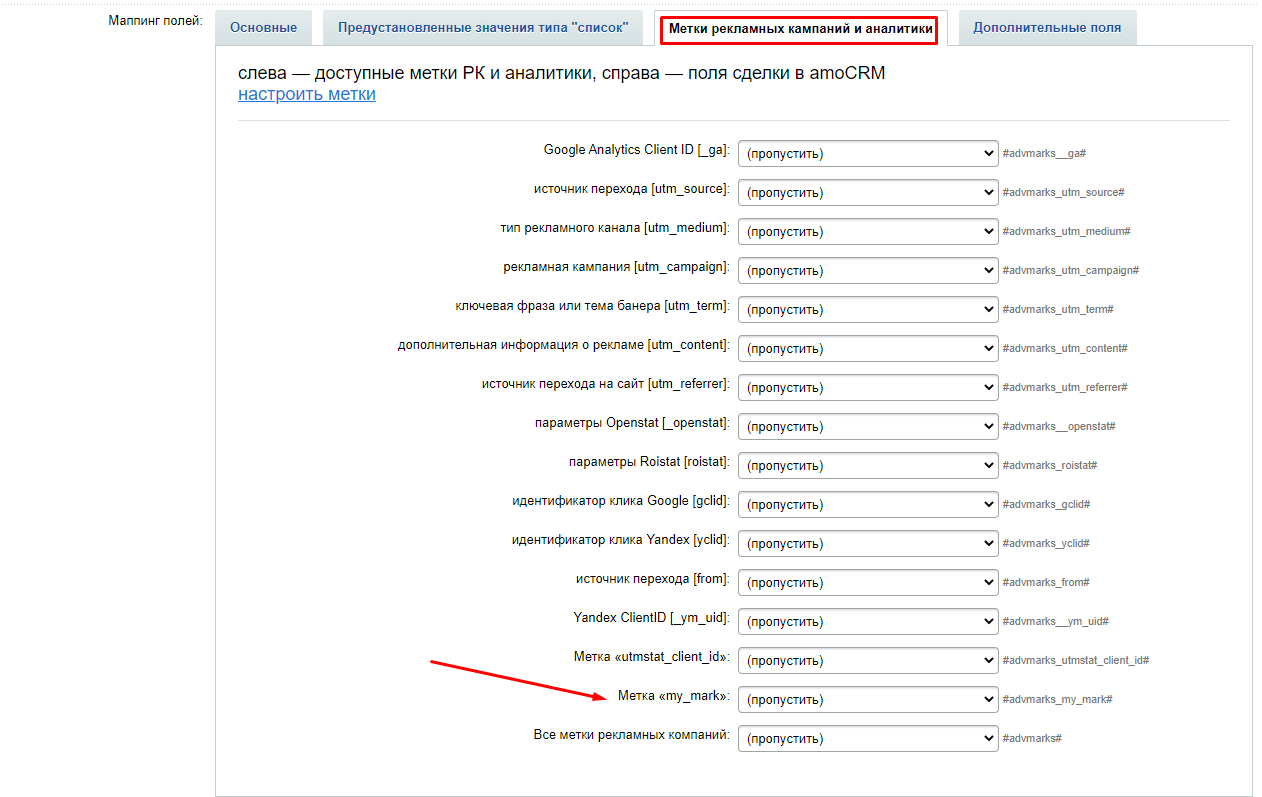 Маппинг полей:
Основные
Предустановленные значения типа "список"
Метки рекламных кампаний и аналитики
Дополнительные поля
слева — доступные метки РК и аналитики, справа — поля сделки в amoCRM
настроить метки
Google Analytics Client ID [_ga]: (пропустить) #advmarks__ga#
источник перехода [utm_source]: (пропустить) #advmarks_utm_source#
тип рекламного канала [utm_medium]: (пропустить) #advmarks_utm_medium#
рекламная кампания [utm_campaign]: (пропустить) #advmarks_utm_campaign#
ключевая фраза или тема банера [utm_term]: (пропустить) #advmarks_utm_term#
дополнительная информация о рекламе [utm_content]: (пропустить) #advmarks_utm_content#
источник перехода на сайт [utm_referrer]: (пропустить) #advmarks_utm_referrer#
параметры Openstat [_openstat]: (пропустить) #advmarks__openstat#
параметры Roistat [roistat]: (пропустить) #advmarks_roistat#
идентификатор клика Google [gclid]: (пропустить) #advmarks_gclid#
идентификатор клика Yandex [yclid]: (пропустить) #advmarks_yclid#
источник перехода [from]: (пропустить) #advmarks_from#
Yandex ClientID [_ym_uid]: (пропустить) #advmarks__ym_uid#
Метка «utmstat_client_id»: (пропустить) #advmarks_utmstat_client_id#
Метка «my_mark»: (пропустить) #advmarks_my_mark#
Все метки рекламных компаний: (пропустить) #advmarks#